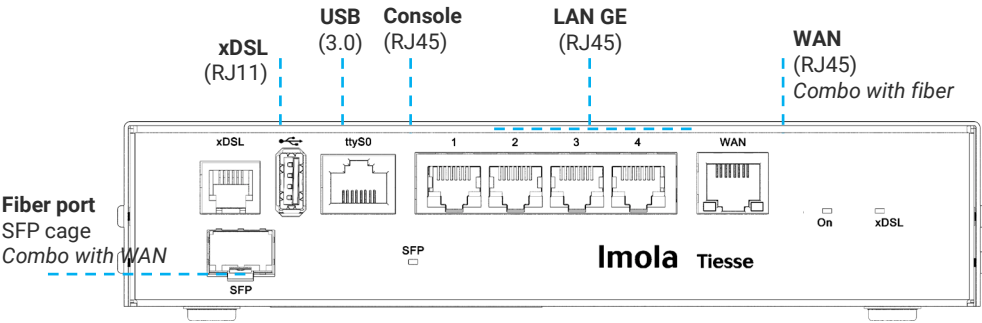 USB
(3.0)
Console
(RJ45)
LAN GE
(RJ45)
xDSL
(RJ11)
WAN
(RJ45)
Combo with fiber
xDSL
ttyS0
1
2
3
4
WAN
Fiber port
SFP cage
Combo with WAN
On
xDSL
SFP
Imola Tiesse
SFP